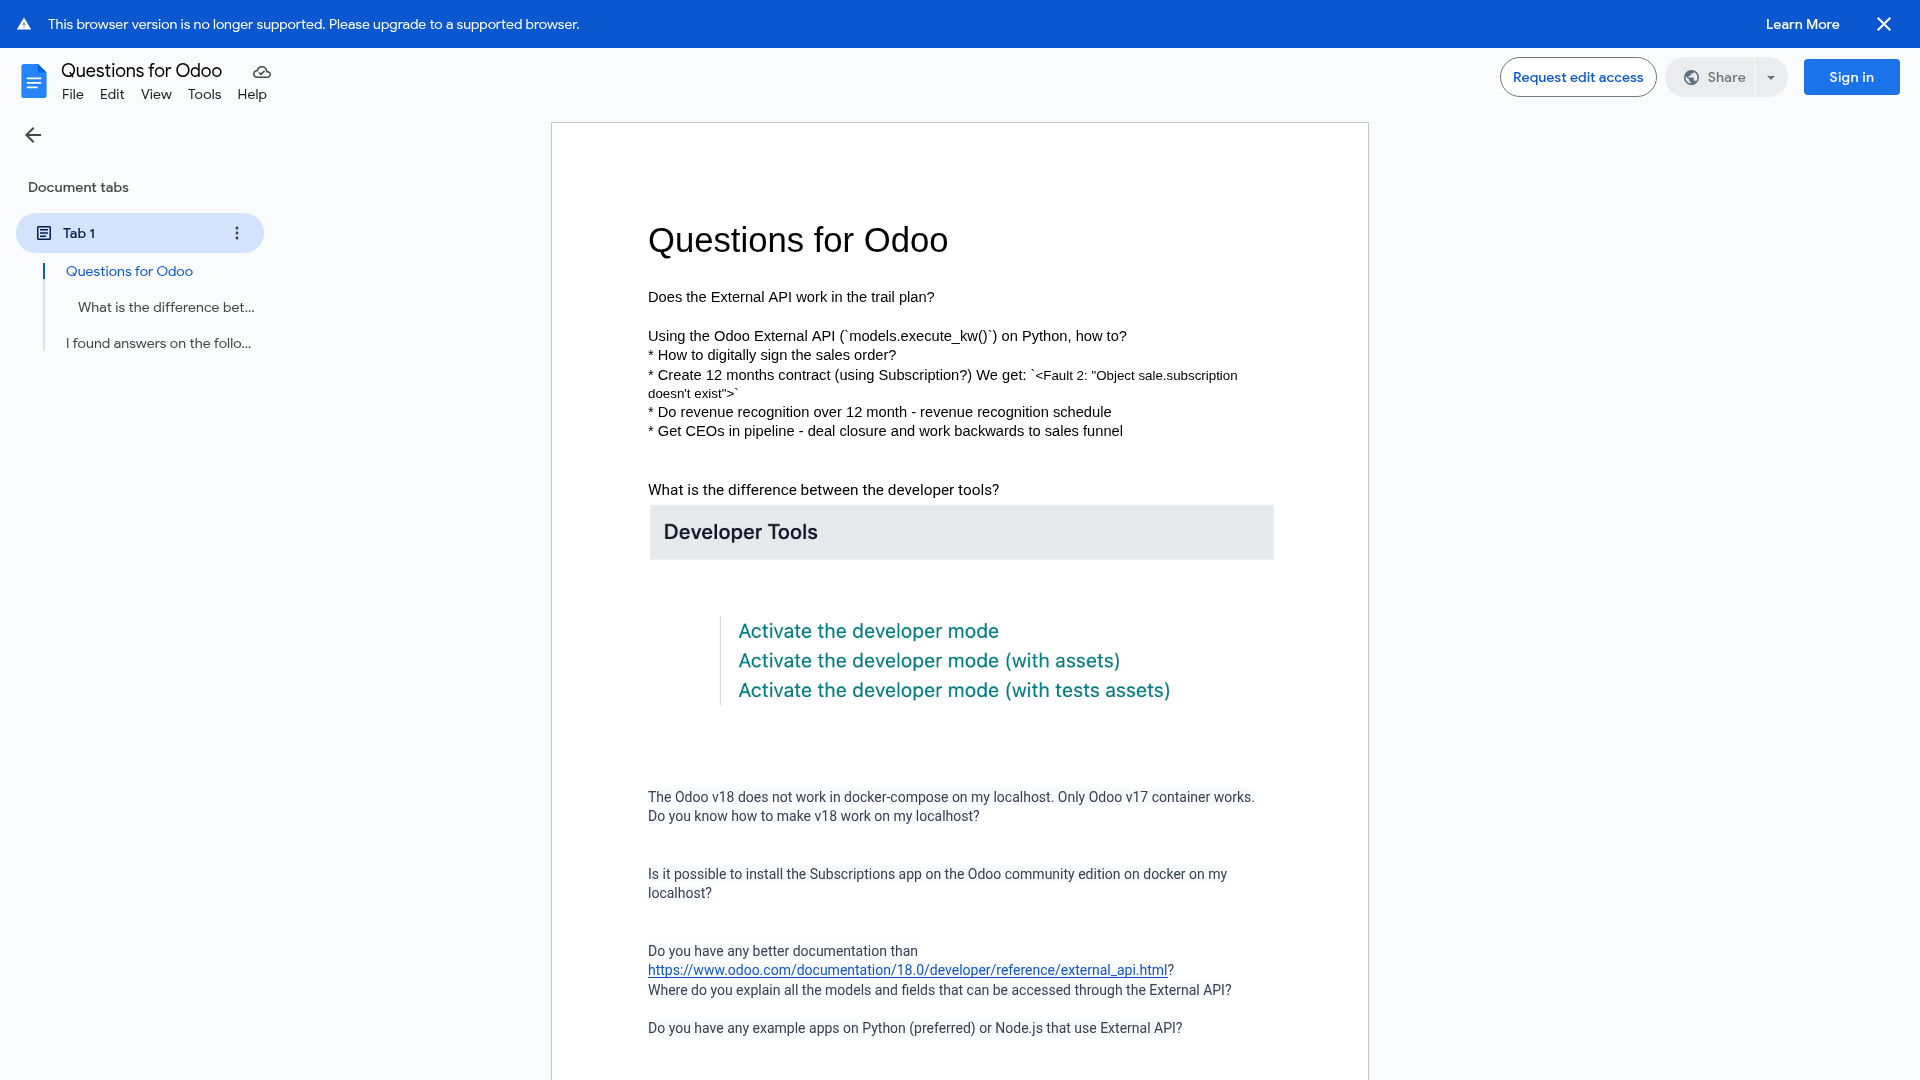 This browser version is no longer supported. Please upgrade to a supported browser.
Learn More
Questions for Odoo
File Edit View Tools Help
Request edit access
Share
Sign in
Document tabs
Tab 1
Questions for Odoo
What is the difference bet...
I found answers on the follo...
Questions for Odoo
Does the External API work in the trail plan?
Using the Odoo External API (`models.execute_kw()`) on Python, how to?
* How to digitally sign the sales order?
* Create 12 months contract (using Subscription?) We get: `<Fault 2: "Object sale.subscription
doesn't exist">`
* Do revenue recognition over 12 month - revenue recognition schedule
* Get CEOs in pipeline - deal closure and work backwards to sales funnel
What is the difference between the developer tools?
Developer Tools
Activate the developer mode
Activate the developer mode (with assets)
Activate the developer mode (with tests assets)
The Odoo v18 does not work in docker-compose on my localhost. Only Odoo v17 container works.
Do you know how to make v18 work on my localhost?
Is it possible to install the Subscriptions app on the Odoo community edition on docker on my
localhost?
Do you have any better documentation than
https://www.odoo.com/documentation/18.0/developer/reference/external_api.html?
Where do you explain all the models and fields that can be accessed through the External API?
Do you have any example apps on Python (preferred) or Node.js that use External API?